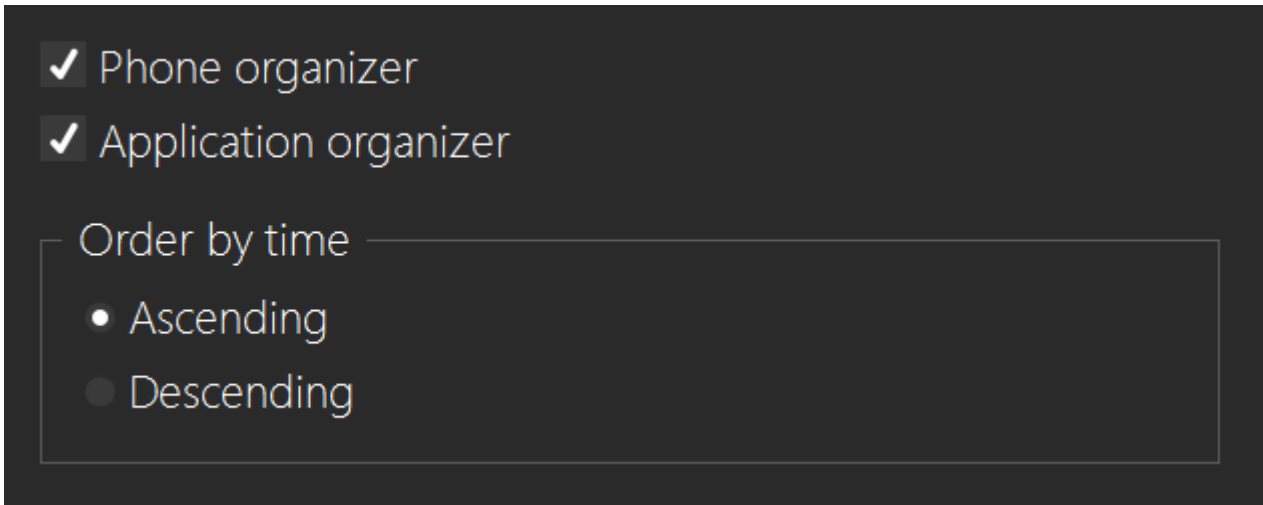 Phone organizer
Application organizer
Order by time
Ascending
Descending